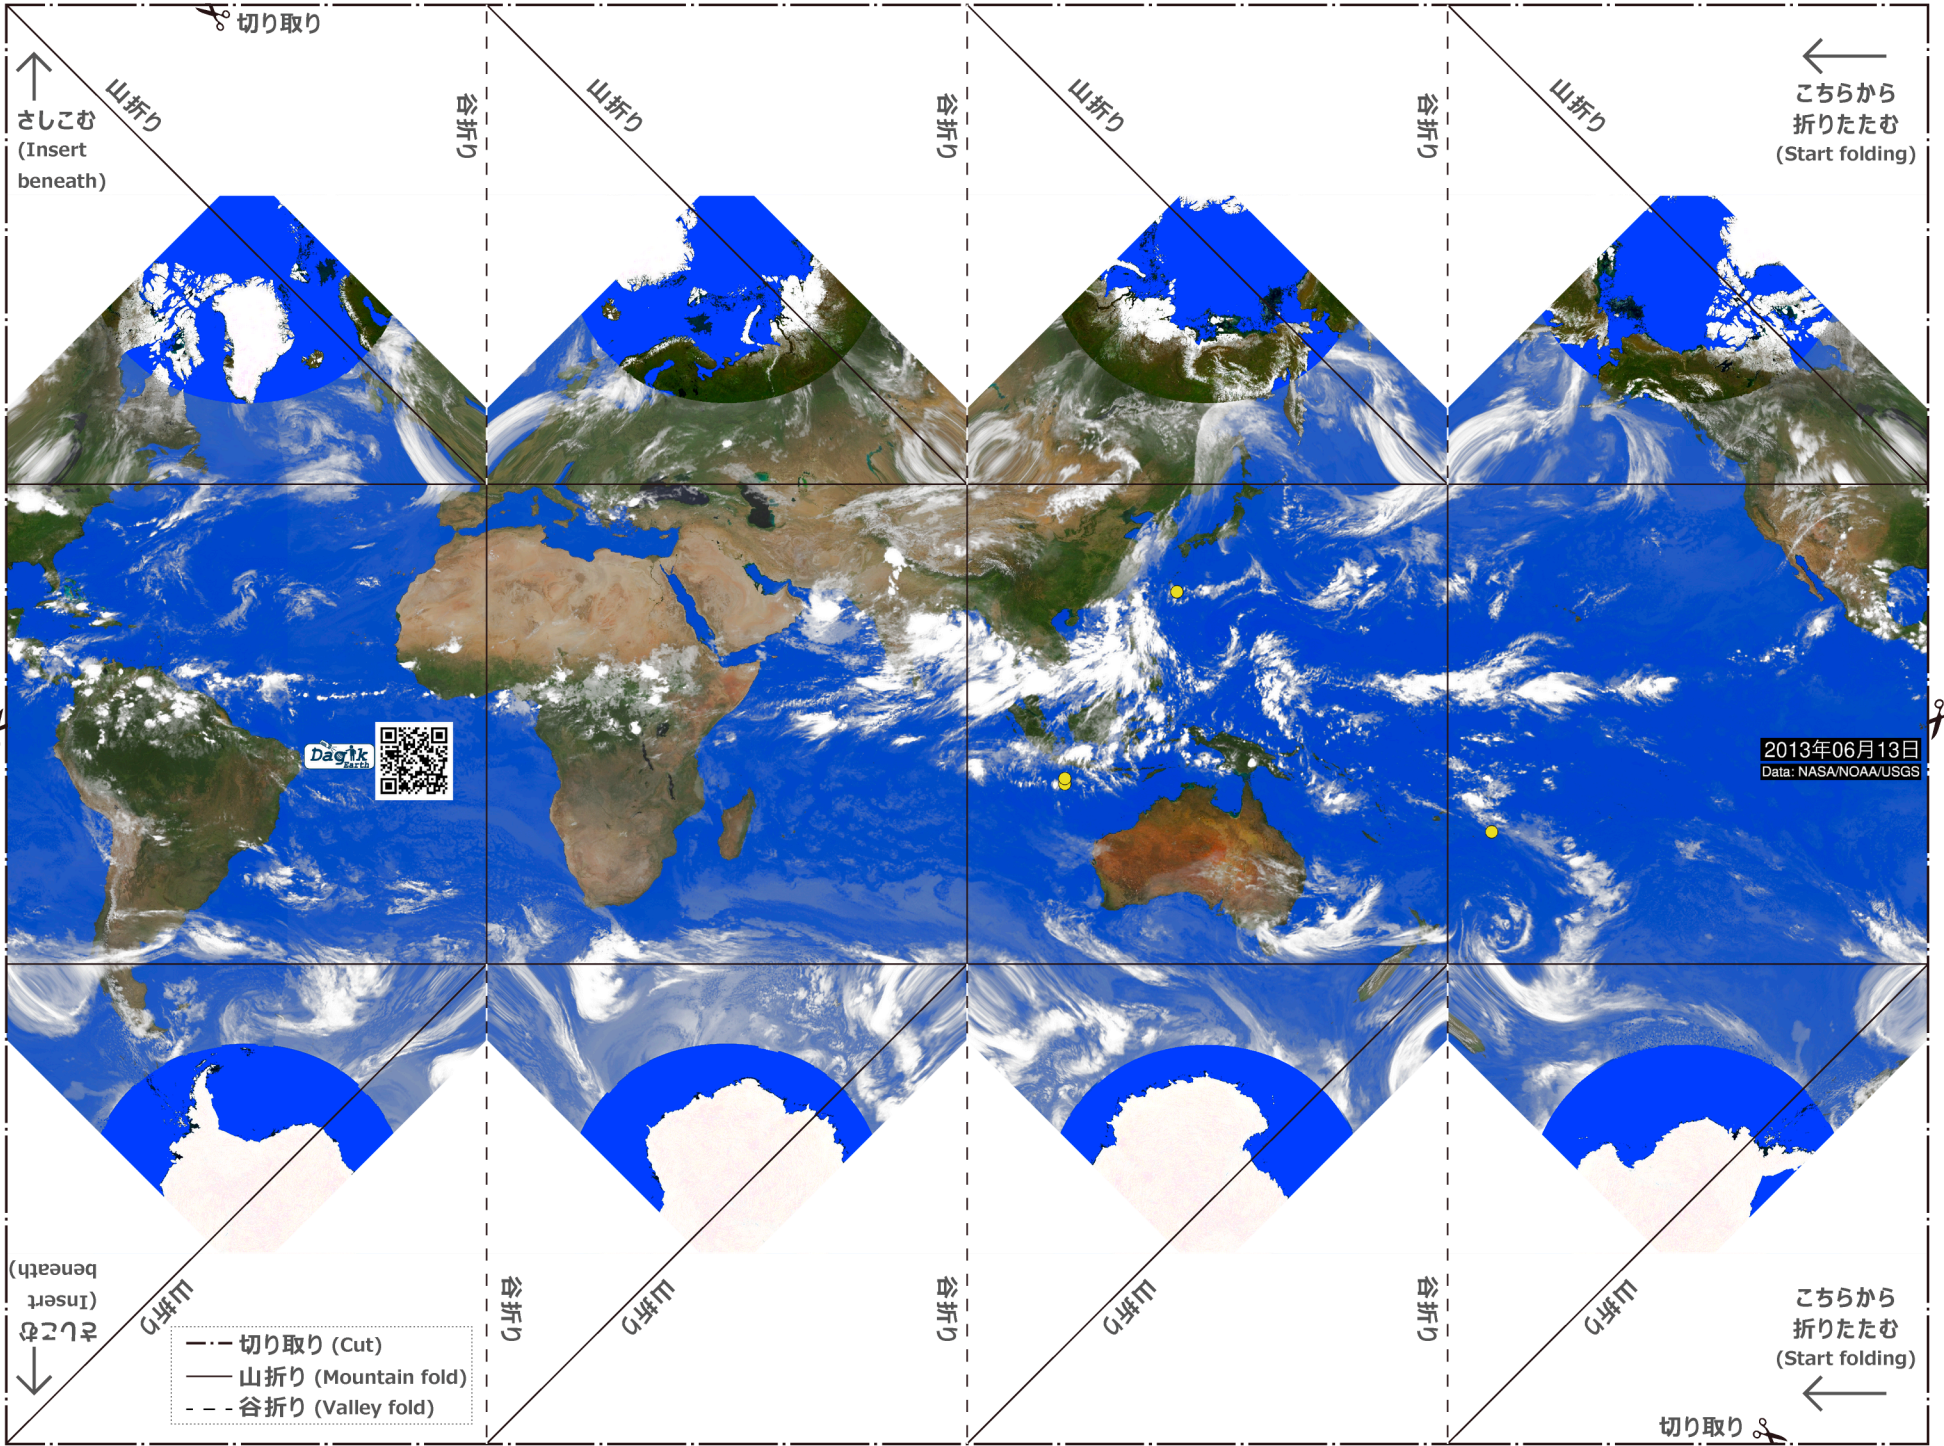 切り取り
山折り
谷折り
山折り
谷折り
山折り
谷折り
山折り
こちらから
折りたたむ
(Start folding)
さしこむ
(Insert
beneath)
Dagik
Earth
2013年06月13日
Data: NASA/NOAA/USGS
さしこむ
(Insert
beneath)
山折り
谷折り
山折り
谷折り
山折り
谷折り
山折り
こちらから
折りたたむ
(Start folding)
切り取り (Cut)
山折り (Mountain fold)
谷折り (Valley fold)
切り取り